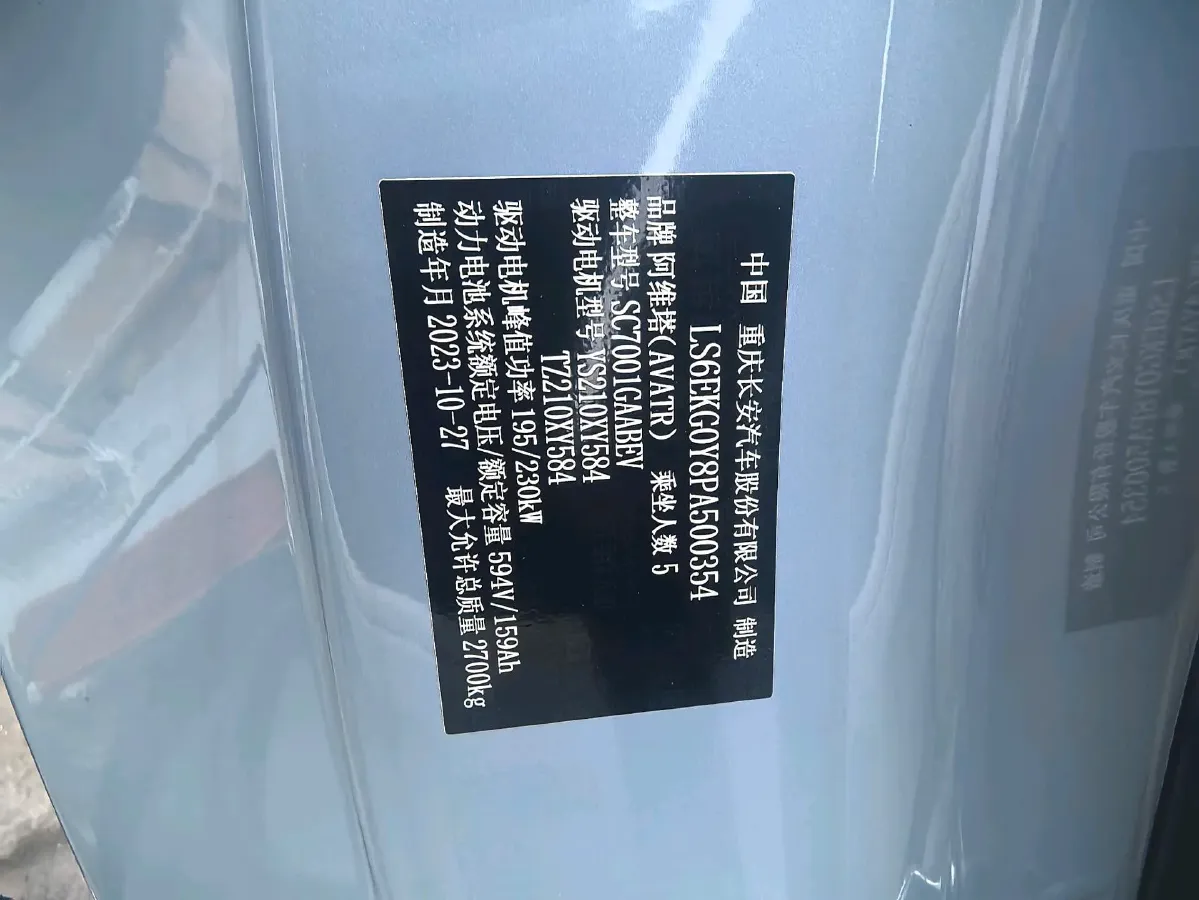 中国 重庆长安汽车股份有限公司 制造
LS6EKG0Y8PA500354
品牌 阿维塔(AVATR) 乘坐人数 5
整车型号 SC7001GAABEV
驱动电机型号 YS210XY584
TZ210XY584
驱动电机峰值功率 195/230kW
动力电池系统额定电压/额定容量 594V/159Ah
制造年月 2023-10-27 最大允许总质量 2700kg